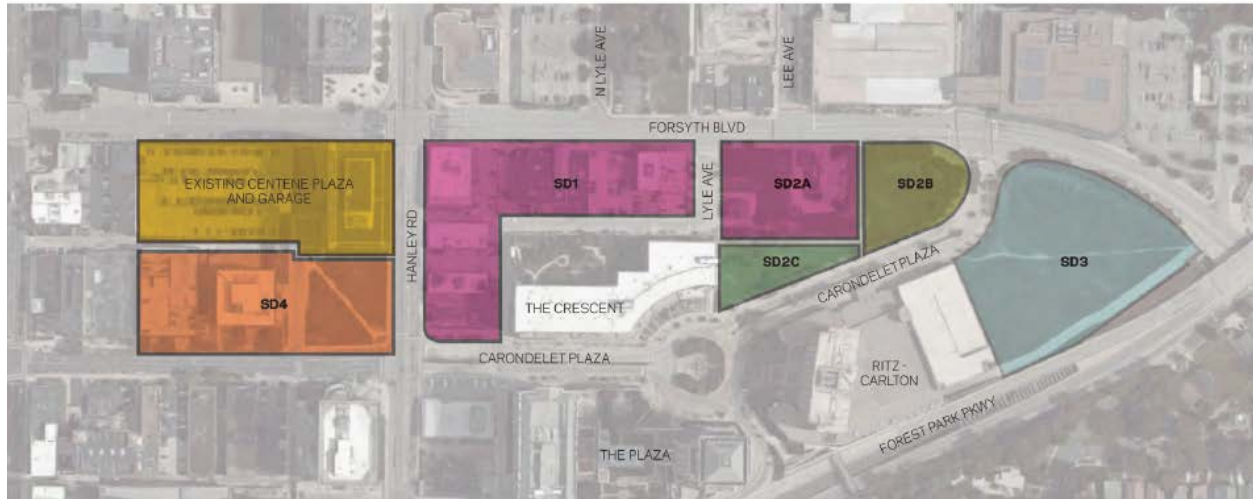 N LYLE AVE
LEE AVE
FORSYTH BLVD
EXISTING CENTENE PLAZA
AND GARAGE
HANLEY RD
SD1
LYLE AVE
SD2A
SD2B
SD2C
SD3
SD4
THE CRESCENT
CARONDELET PLAZA
CARONDELET PLAZA
RITZ -
CARLTON
FOREST PARK PKWY
THE PLAZA